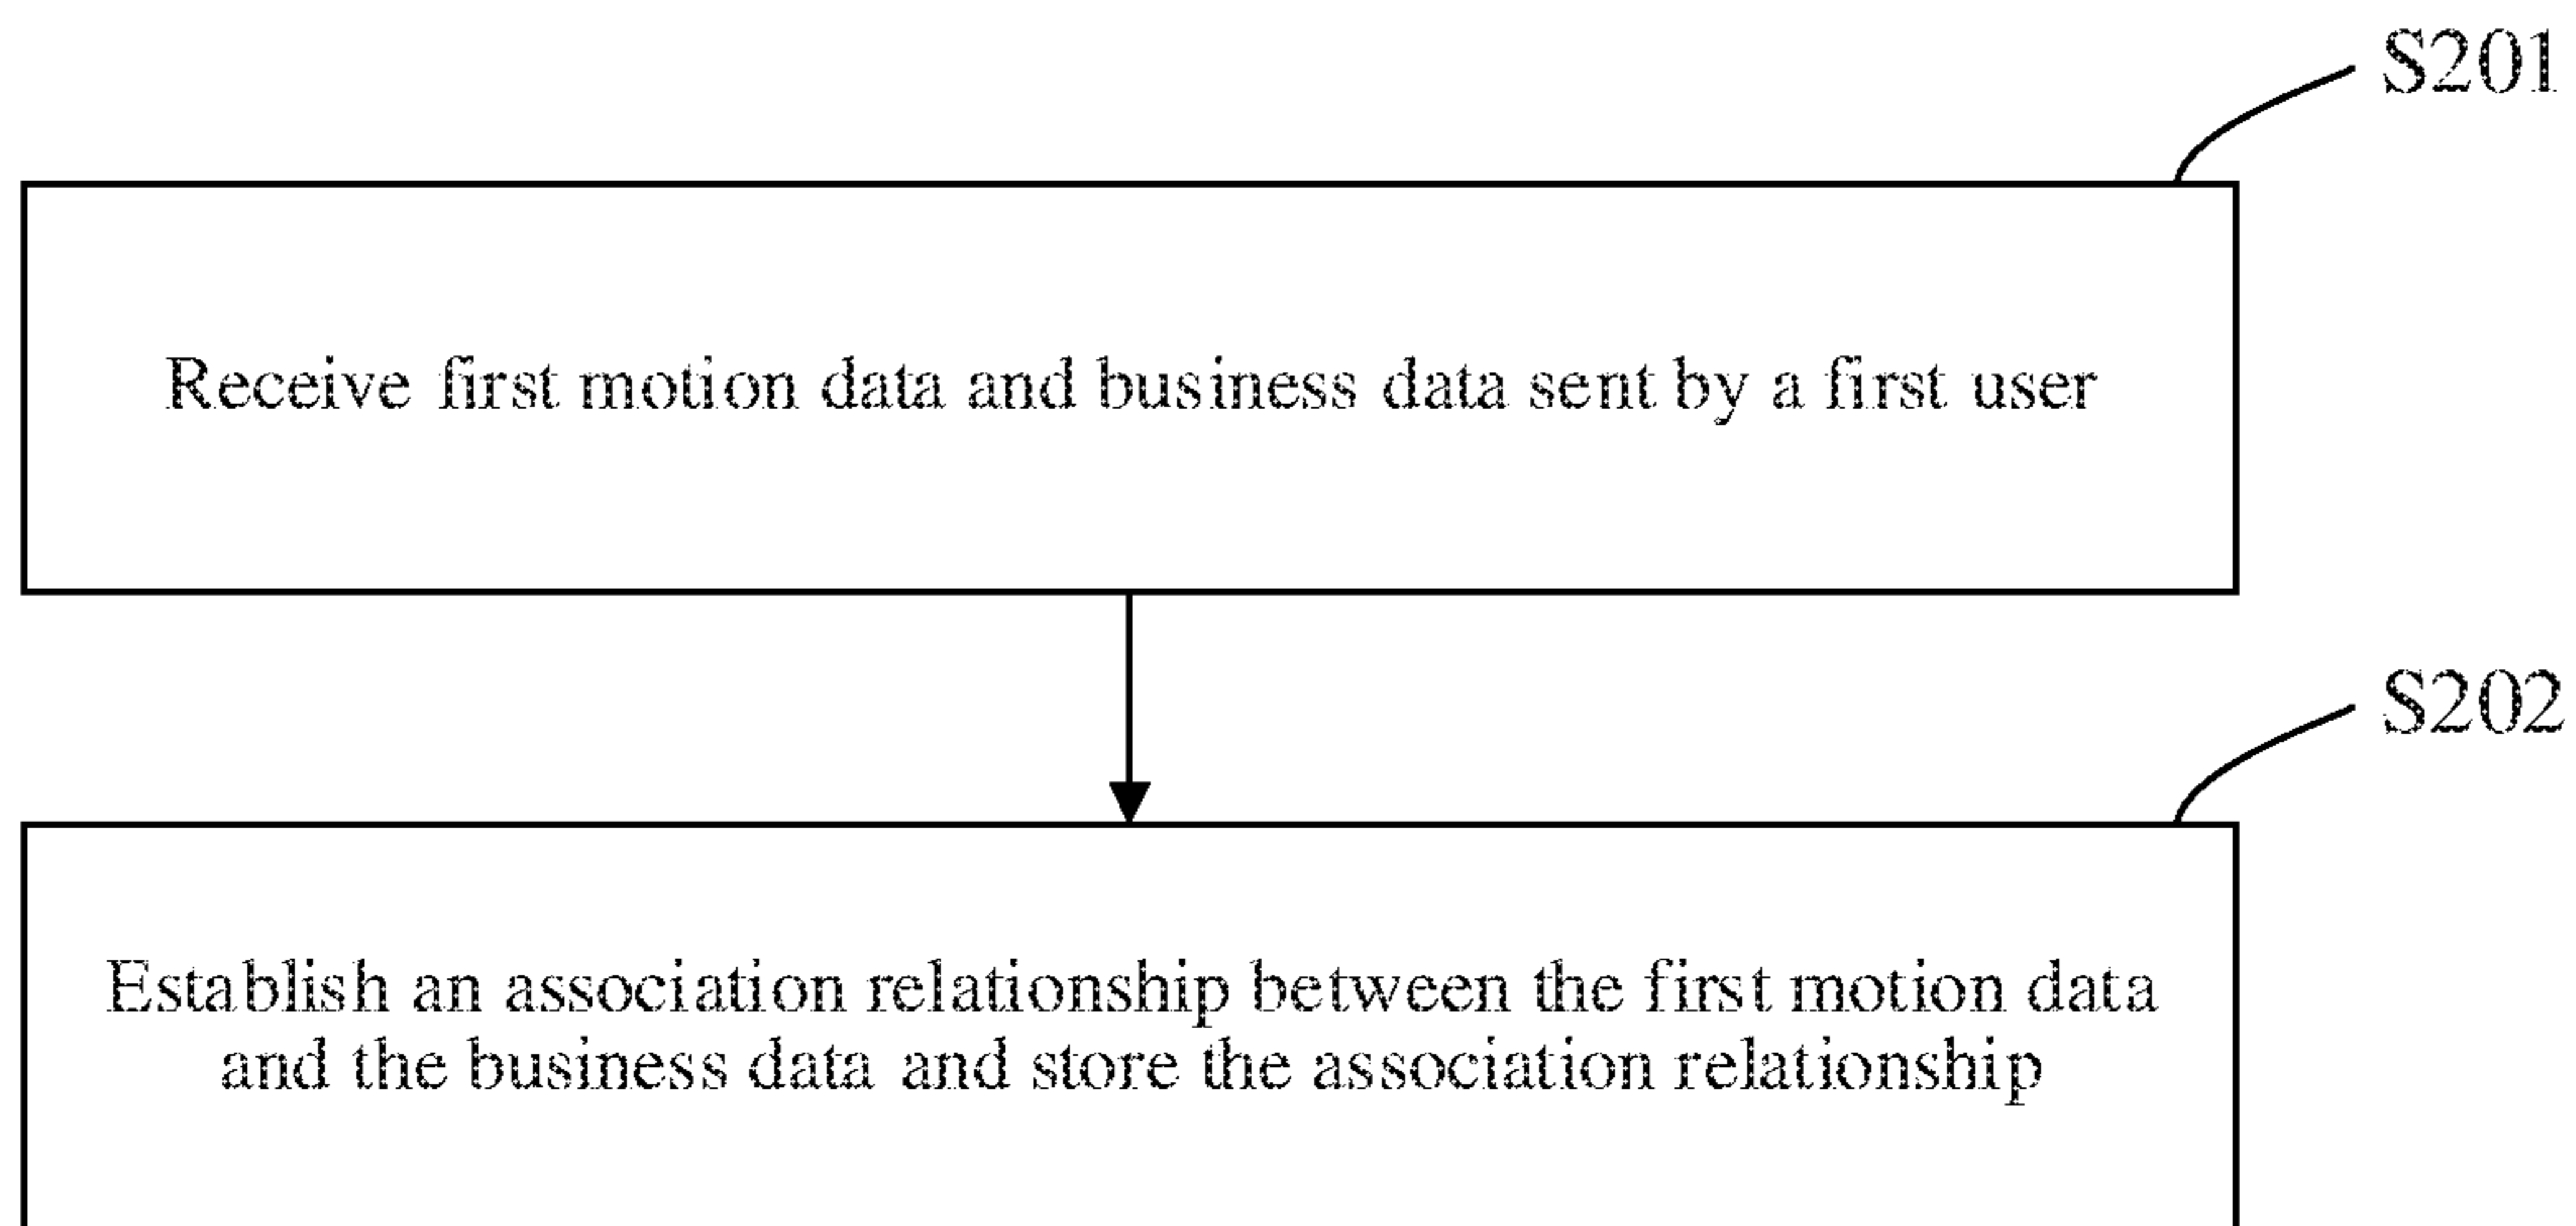 S201
Receive first motion data and business data sent by a first user
S202
Establish an association relationship between the first motion data
and the business data and store the association relationship